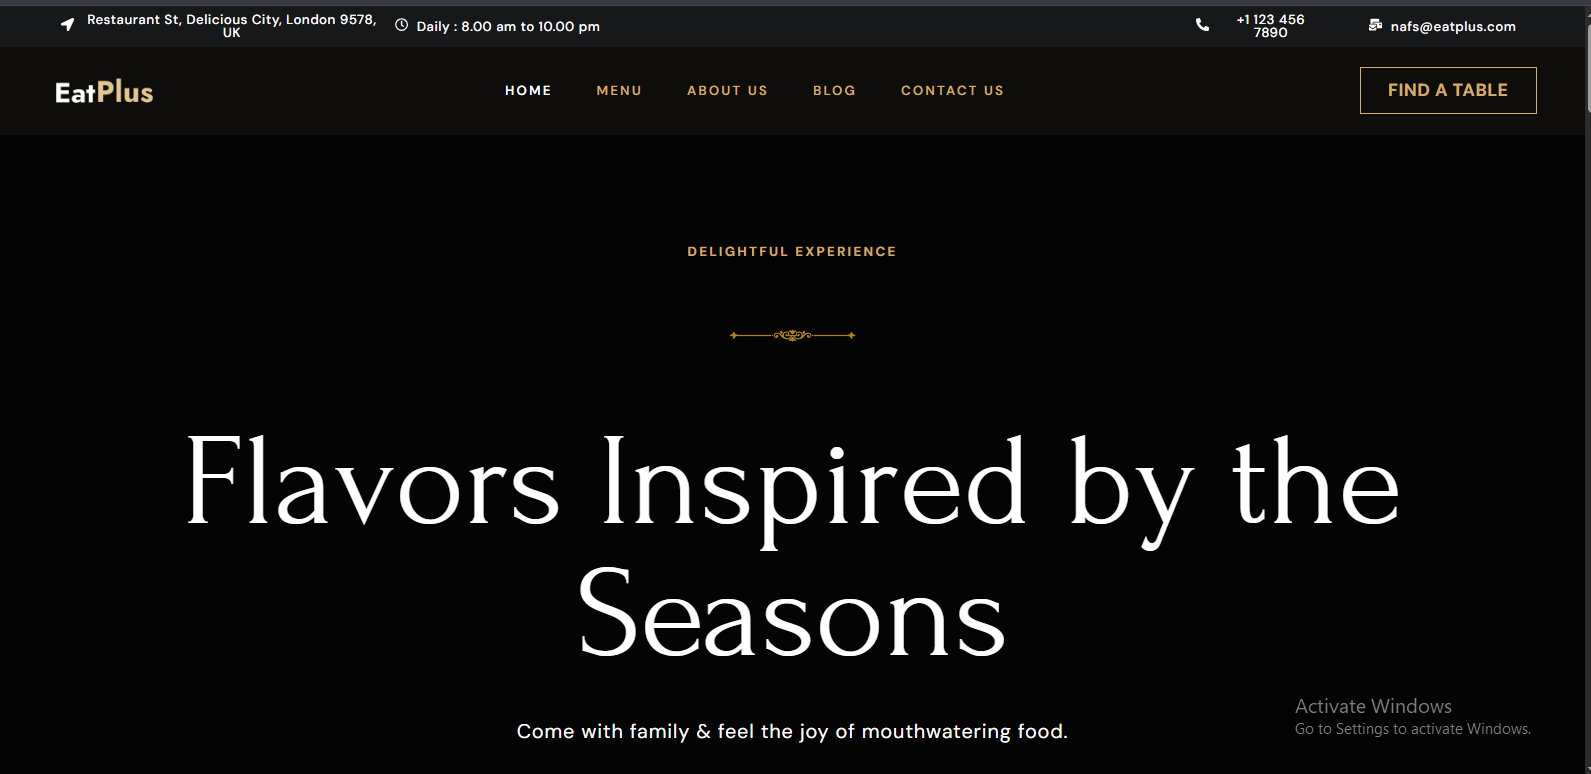 Restaurant St, Delicious City, London 9578,
UK
Daily : 8.00 am to 10.00 pm
+1 123 456
7890
nafs@eatplus.com
EatPlus
HOME
MENU
ABOUT US
BLOG
CONTACT US
FIND A TABLE
DELIGHTFUL EXPERIENCE
Flavors Inspired by the
Seasons
Come with family & feel the joy of mouthwatering food.
Activate Windows
Go to Settings to activate Windows.